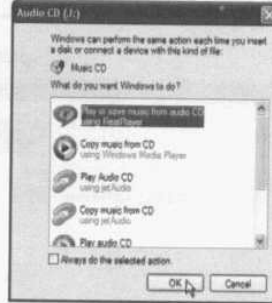 Audio CD (J:)
Windows can perform the same action each time you insert
a disk or connect a device with this kind of file:
Music CD
What do you want Windows to do?
Play or save music from audio CD
using RealPlayer
Copy music from CD
using Windows Media Player
Play Audio CD
using jetAudio
Copy music from CD
using jetAudio
Play audio CD
Always do the selected action.
OK
Cancel